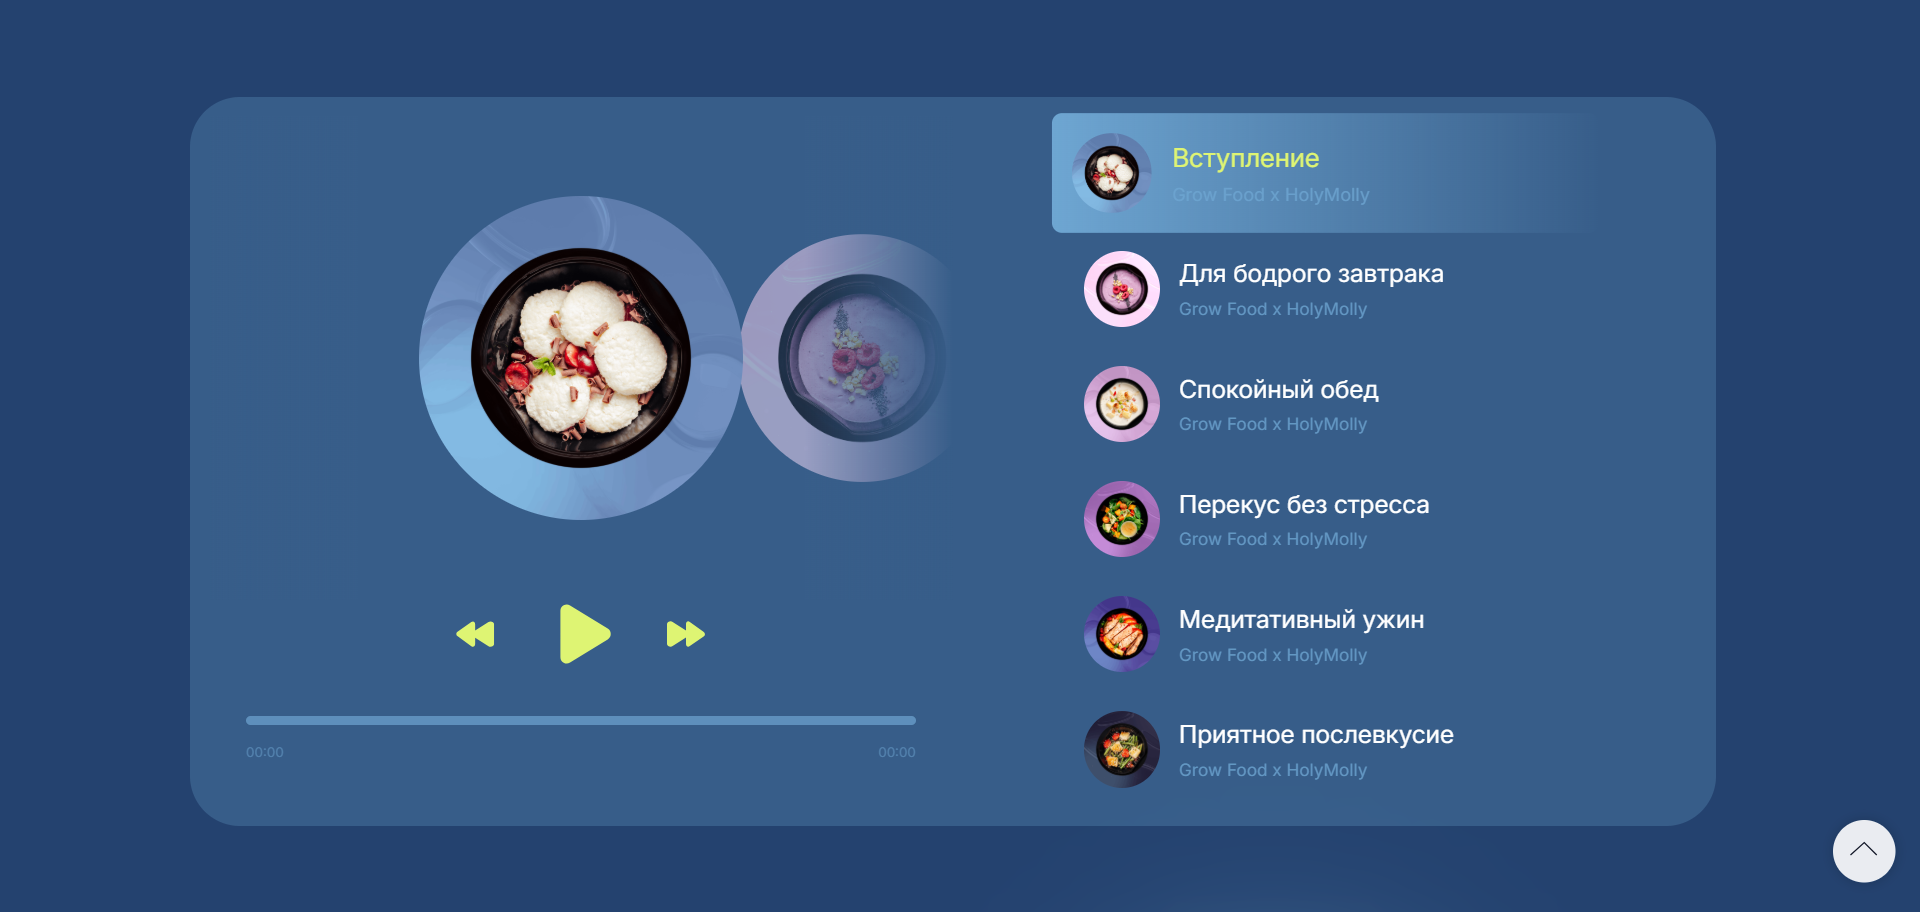 Вступление
Grow Food x HolyMolly
Для бодрого завтрака
Grow Food x HolyMolly
Спокойный обед
Grow Food x HolyMolly
Перекус без стресса
Grow Food x HolyMolly
Медитативный ужин
Grow Food x HolyMolly
Приятное послевкусие
Grow Food x HolyMolly
00:00
00:00